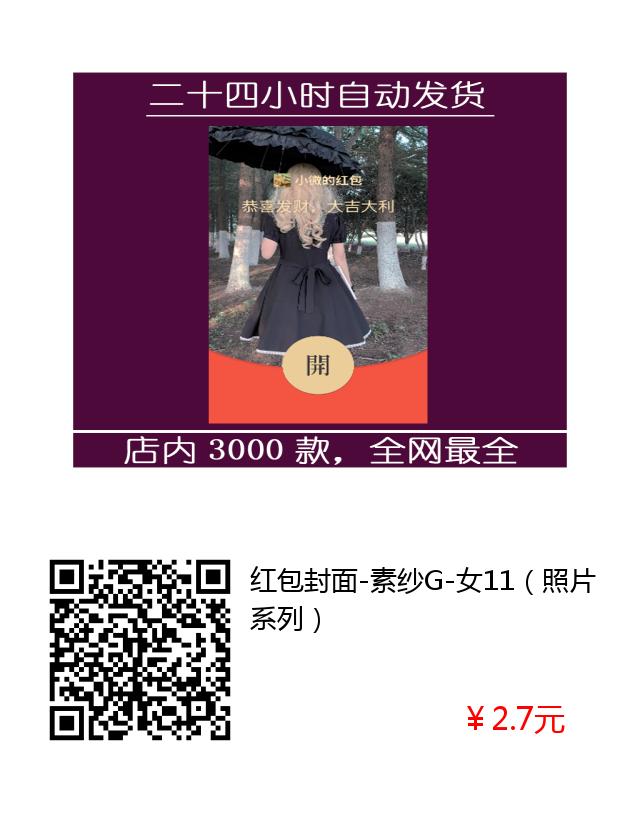 二十四小时自动发货
小微的红包
恭喜发财，大吉大利
開
店内 3000 款，全网最全
红包封面-素纱G-女11（照片
系列）
￥2.7元